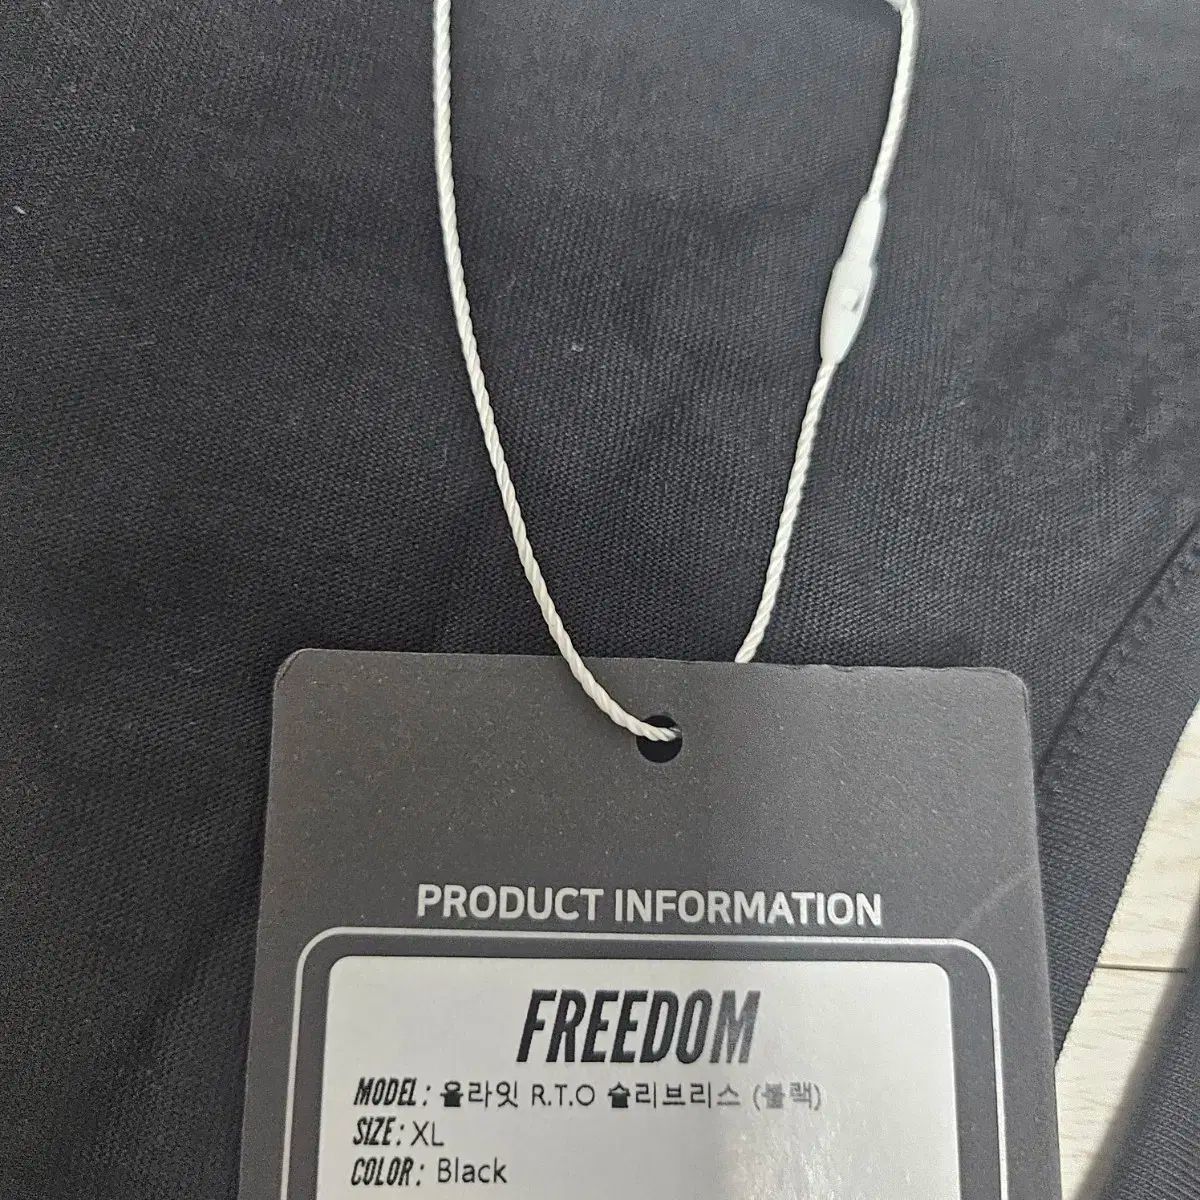 PRODUCT INFORMATION
FREEDOM
MODEL: 올라잇 R.T.O 슬리브리스 (블랙)
SIZE: XL
COLOR: Black